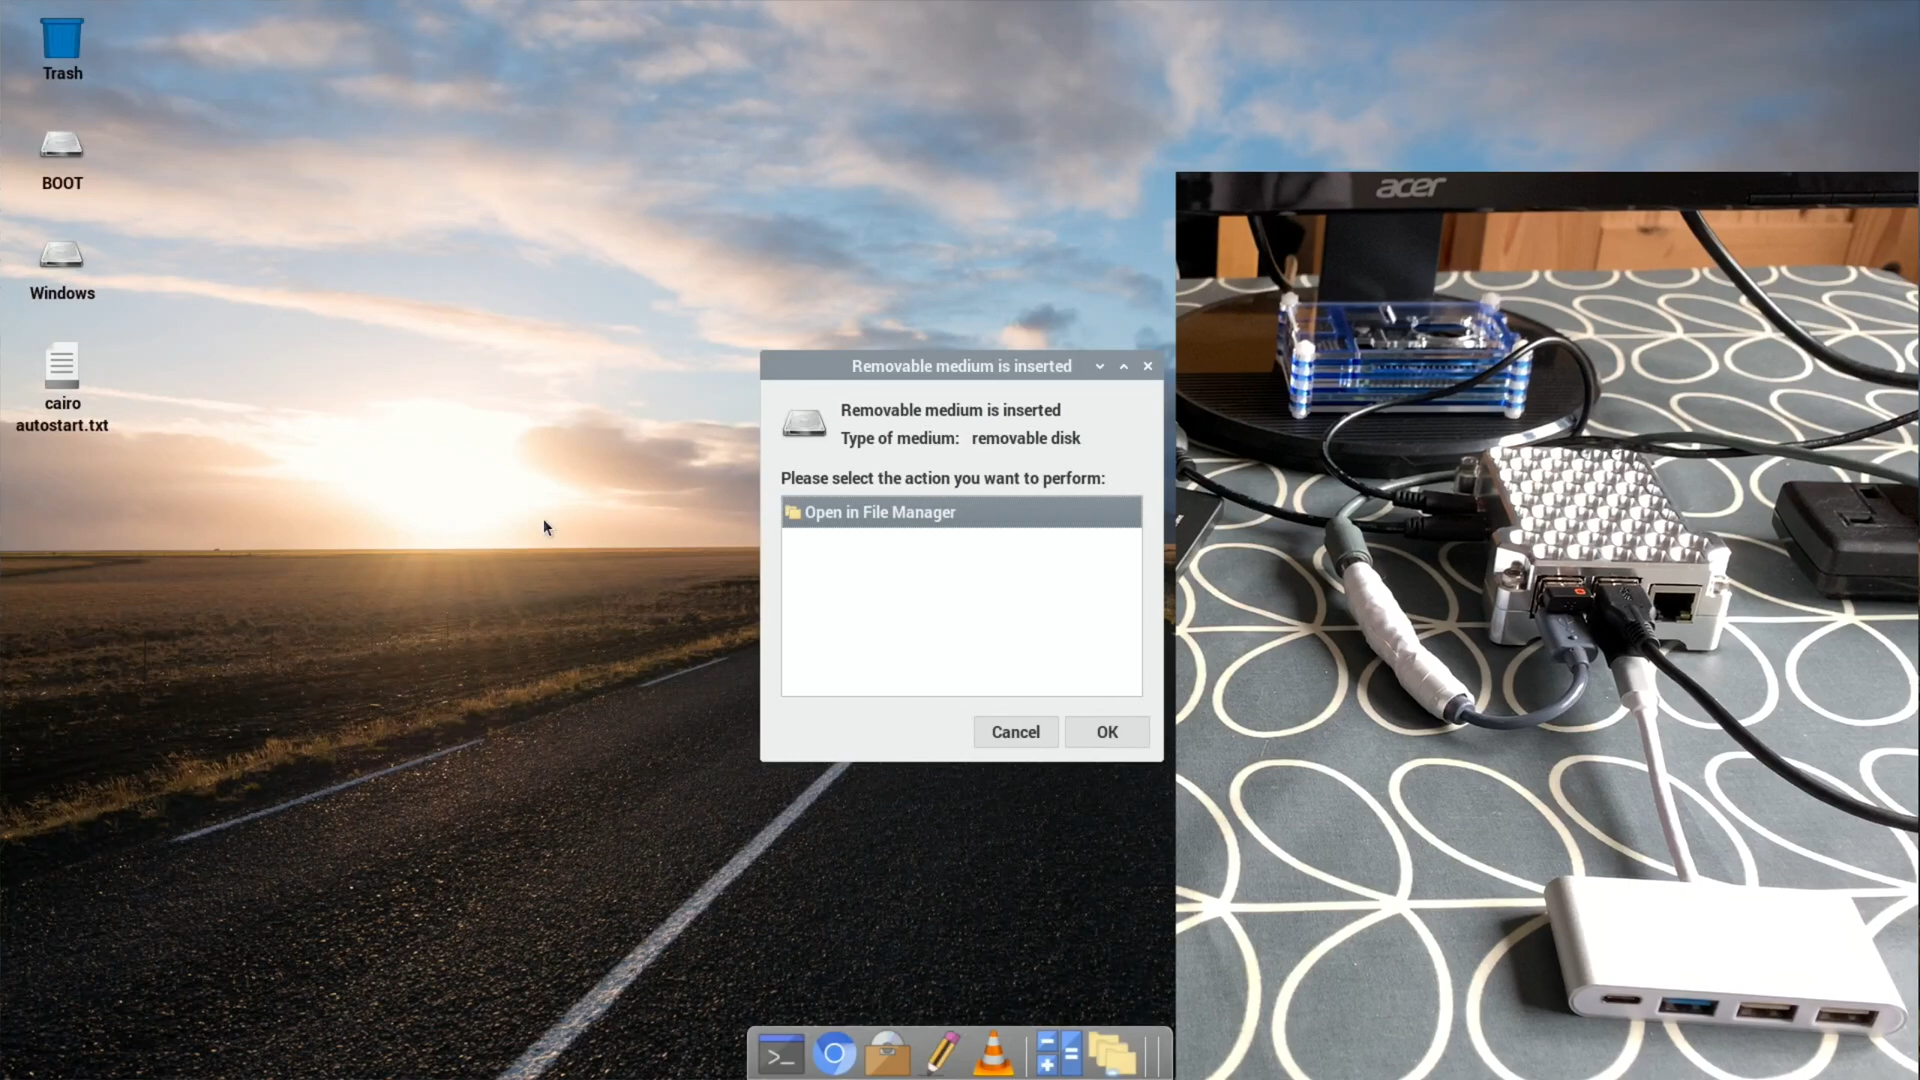 Trash
BOOT
Windows
cairo
autostart.txt
Removable medium is inserted
Removable medium is inserted
Type of medium: removable disk
Please select the action you want to perform:
Open in File Manager
Cancel
OK
acer